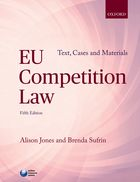 OXFORD
Text, Cases and Materials
EU
Competition
Law
Fifth Edition
Alison Jones and Brenda Sufrin